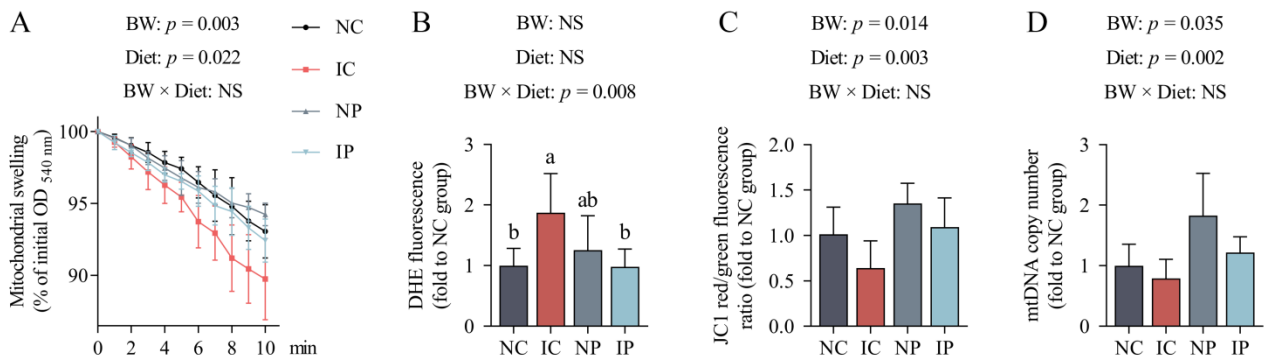 A
BW: p = 0.003
Diet: p = 0.022
BW × Diet: NS
NC
IC
NP
IP
Mitochondrial swelling
(% of initial OD 540 nm)
100
95
90
0 2 4 6 8 10 min
B
BW: NS
Diet: NS
BW × Diet: p = 0.008
DHE fluorescence
(fold to NC group)
3
2
1
0
b a ab b
NC IC NP IP
C
BW: p = 0.014
Diet: p = 0.003
BW × Diet: NS
JC1 red/green fluorescence
ratio (fold to NC group)
2.0
1.5
1.0
0.5
0.0
NC IC NP IP
D
BW: p = 0.035
Diet: p = 0.002
BW × Diet: NS
mtDNA copy number
(fold to NC group)
3
2
1
0
NC IC NP IP